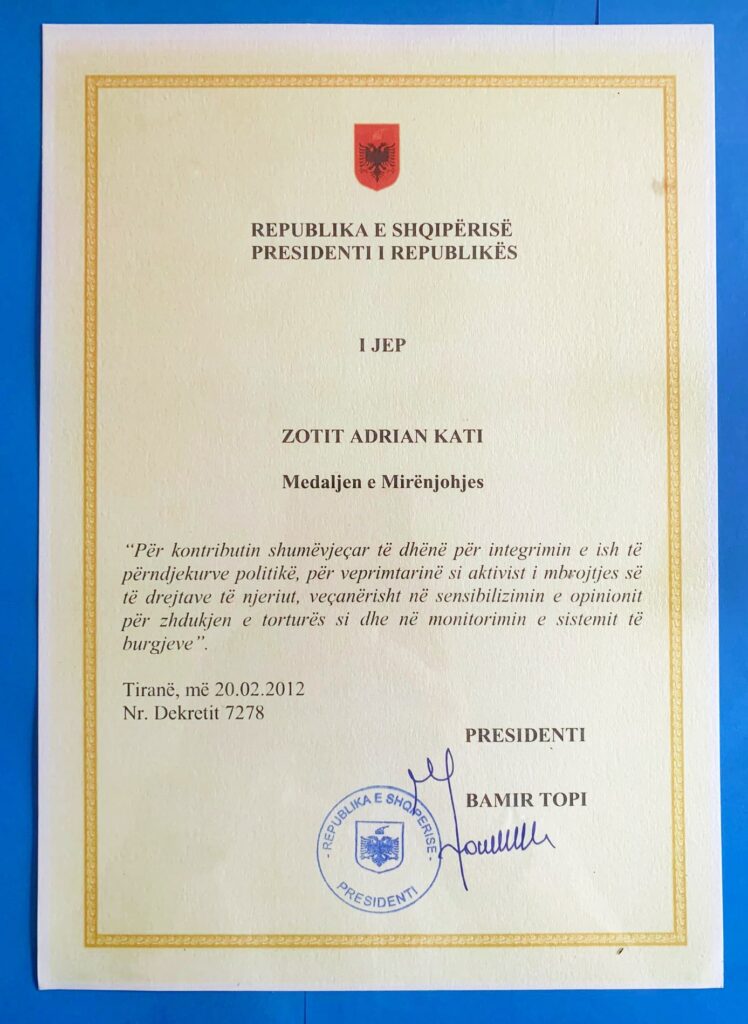 REPUBLIKA E SHQIPËRISË
PRESIDENTI I REPUBLIKËS
I JEP
ZOTIT ADRIAN KATI
Medaljen e Mirënjohjes
“Për kontributin shumëvjeçar të dhënë për integrimin e ish të
përndjekurve politikë, për veprimtarinë si aktivist i mbrojtjes së
të drejtave të njeriut, veçanërisht në sensibilizimin e opinionit
për zhdukjen e torturës si dhe në monitorimin e sistemit të
burgjeve”.
Tiranë, më 20.02.2012
Nr. Dekretit 7278
PRESIDENTI
BAMIR TOPI
- REPUBLIKA E SHQIPERISE -
PRESIDENTI